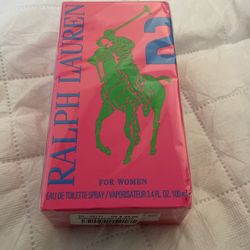 RALPH LAUREN
2
FOR WOMEN
EAU DE TOILETTE SPRAY / VAPORISATEUR 3.4 FL. OZ. 100 ml